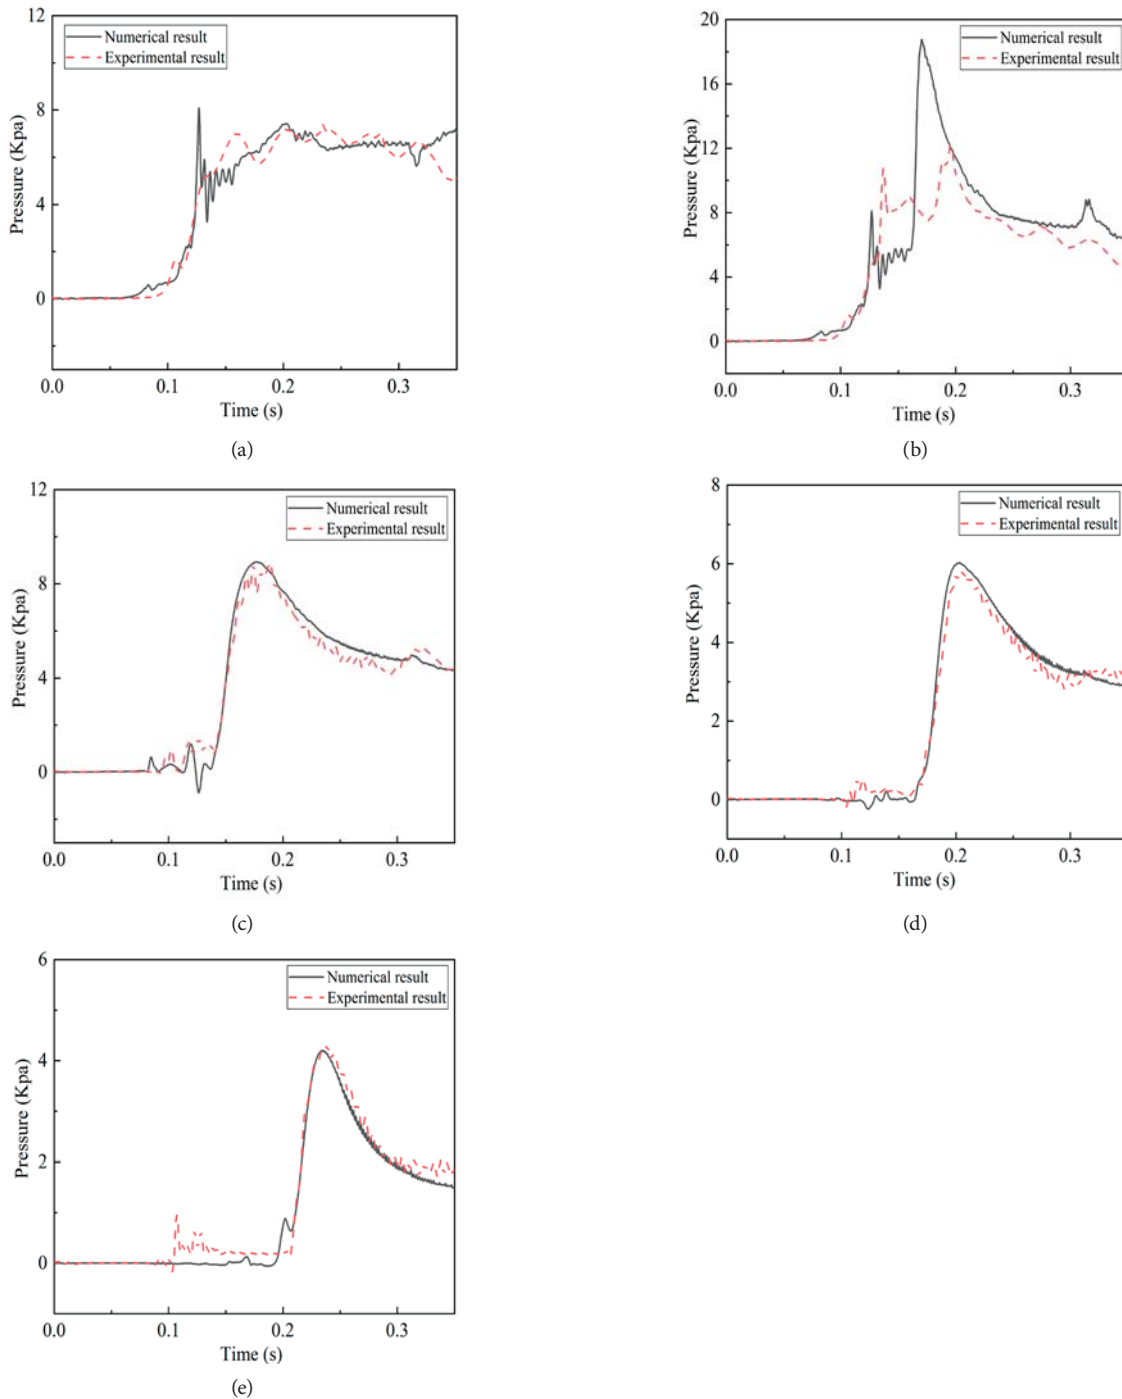 12
8
4
0
Pressure (Kpa)
Numerical result
Experimental result
0.0 0.1 0.2 0.3
Time (s)
(a)
20
16
12
8
4
0
Pressure (Kpa)
Numerical result
Experimental result
0.0 0.1 0.2 0.3
Time (s)
(b)
12
8
4
0
Pressure (Kpa)
Numerical result
Experimental result
0.0 0.1 0.2 0.3
Time (s)
(c)
8
6
4
2
0
Pressure (Kpa)
Numerical result
Experimental result
0.0 0.1 0.2 0.3
Time (s)
(d)
6
4
2
0
Pressure (Kpa)
Numerical result
Experimental result
0.0 0.1 0.2 0.3
Time (s)
(e)